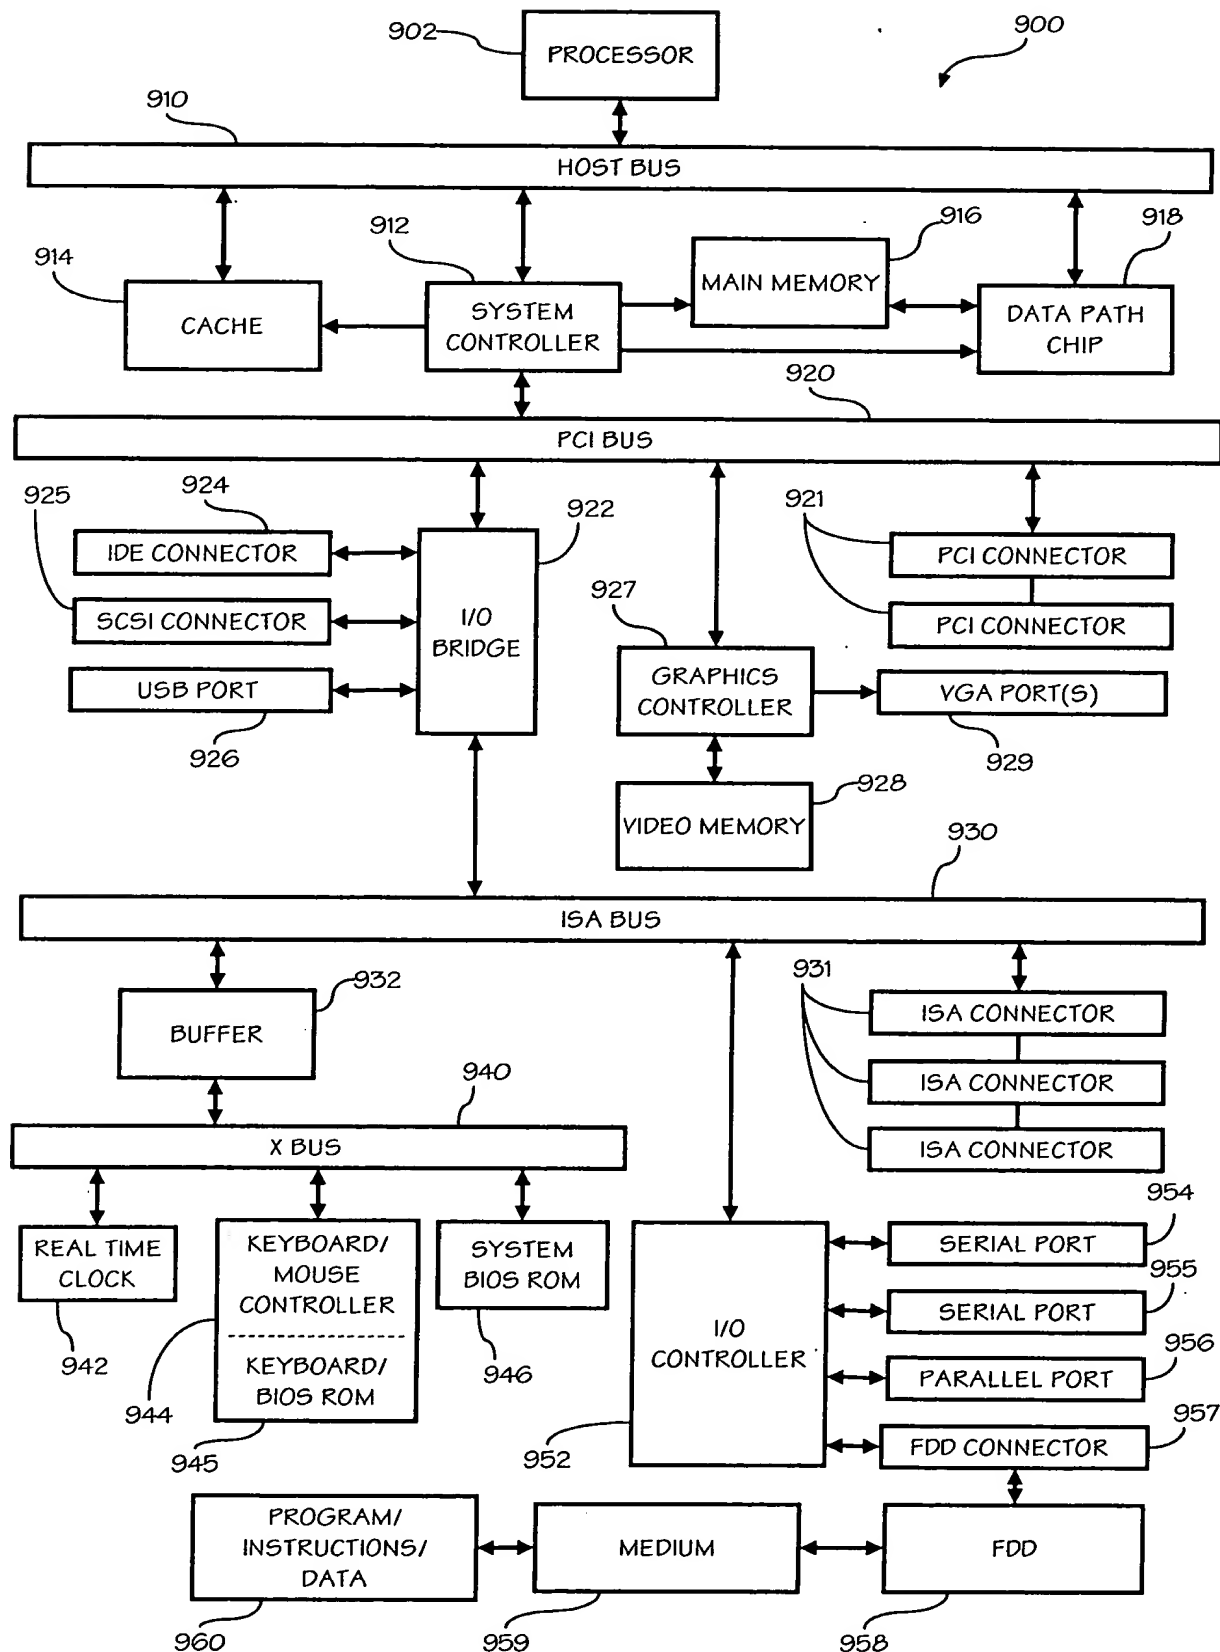 902
PROCESSOR
900
910
HOST BUS
912
916
918
914
MAIN MEMORY
CACHE
SYSTEM
CONTROLLER
DATA PATH
CHIP
920
PCI BUS
925
924
922
921
IDE CONNECTOR
PCI CONNECTOR
927
SCSI CONNECTOR
I/O
BRIDGE
PCI CONNECTOR
USB PORT
GRAPHICS
CONTROLLER
VGA PORT(S)
926
929
928
VIDEO MEMORY
930
ISA BUS
932
931
BUFFER
ISA CONNECTOR
940
ISA CONNECTOR
X BUS
ISA CONNECTOR
954
REAL TIME
CLOCK
KEYBOARD/
MOUSE
CONTROLLER
SYSTEM
BIOS ROM
SERIAL PORT
955
942
I/O
CONTROLLER
SERIAL PORT
946
956
KEYBOARD/
BIOS ROM
PARALLEL PORT
944
957
945
952
FDD CONNECTOR
PROGRAM/
INSTRUCTIONS/
DATA
MEDIUM
FDD
960
959
958